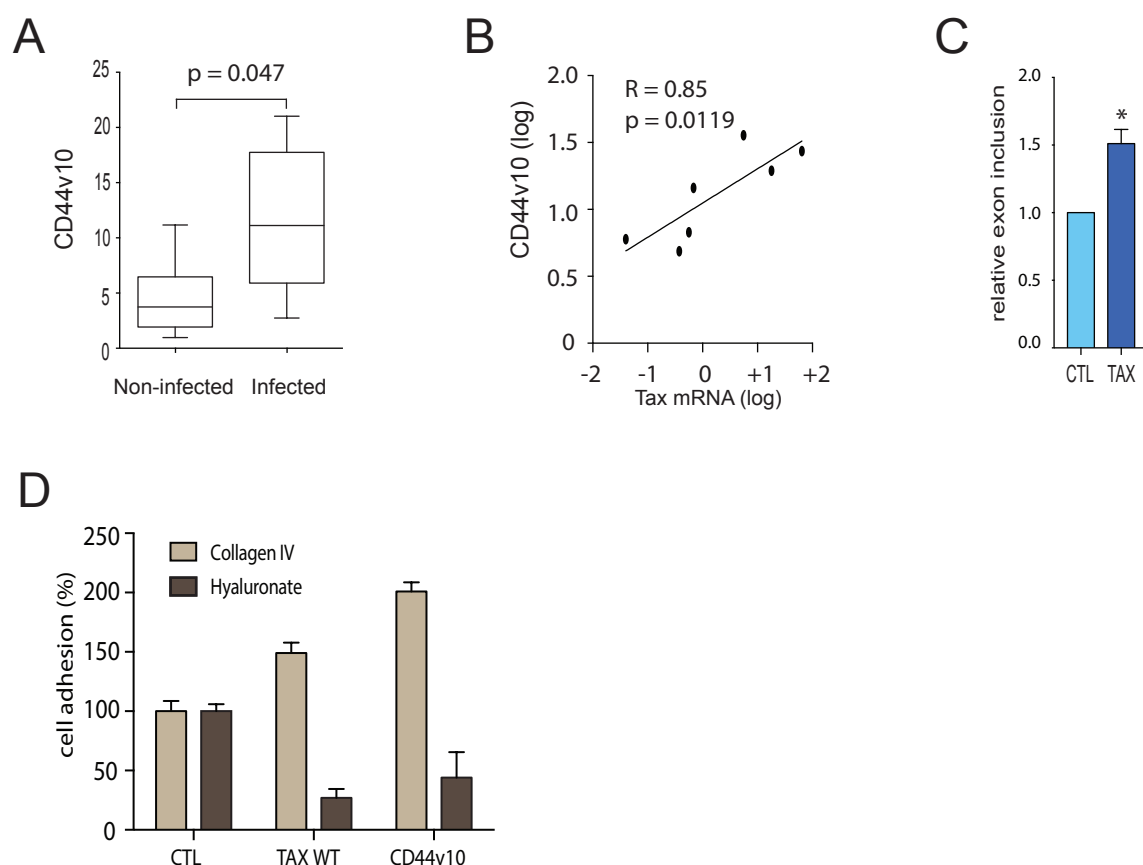 A
p = 0.047
25
20
15
10
5
0
CD44v10
Non-infected Infected
B
R = 0.85
p = 0.0119
2.0
1.5
1.0
0.5
0
CD44v10 (log)
-2 -1 0 +1 +2
Tax mRNA (log)
C
2.0
1.5
1.0
0.5
0.0
relative exon inclusion
*
CTL TAX
D
250
200
150
100
50
0
cell adhesion (%)
Collagen IV
Hyaluronate
CTL TAX WT CD44v10